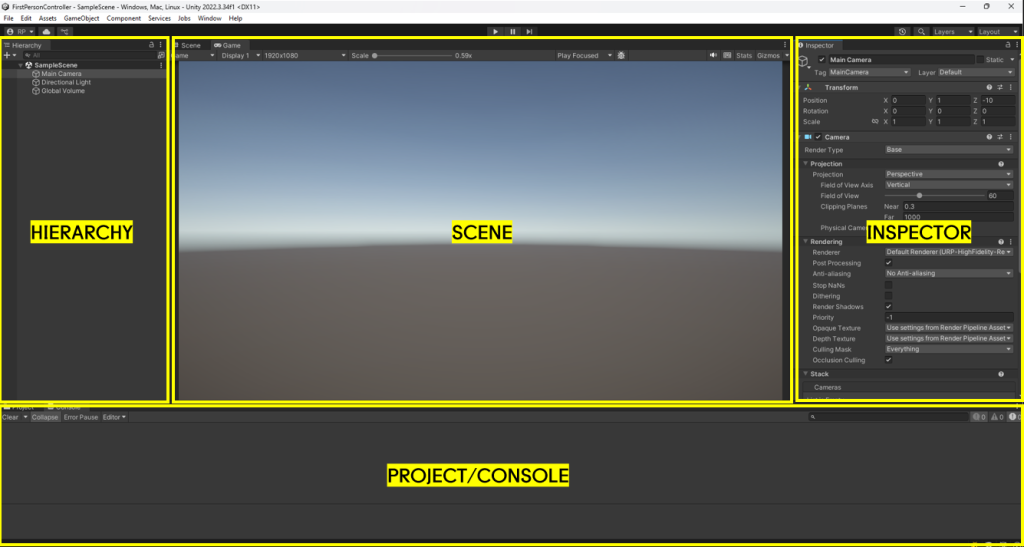 FirstPersonController - SampleScene - Windows, Mac, Linux - Unity 2022.3.34f1 <DX11>
File Edit Assets GameObject Component Services Jobs Window Help
RP Layers Layout
Hierarchy
All
SampleScene
Main Camera
Directional Light
Global Volume
HIERARCHY
Scene Game
Display 1 1920x1080 Scale 0.59x Play Focused Stats Gizmos
SCENE
Inspector
Main Camera Static
Tag MainCamera Layer Default
Transform
Position X 0 Y 1 Z -10
Rotation X 0 Y 0 Z 0
Scale X 1 Y 1 Z 1
Camera
Render Type Base
Projection
Projection Perspective
Field of View Axis Vertical
Field of View 60
Clipping Planes Near 0.3
Far 1000
Physical Came
INSPECTOR
Rendering
Renderer Default Renderer (URP-HighFidelity-Re
Post Processing
Anti-aliasing No Anti-aliasing
Stop NaNs
Dithering
Render Shadows
Priority -1
Opaque Texture Use settings from Render Pipeline Asset
Depth Texture Use settings from Render Pipeline Asset
Culling Mask Everything
Occlusion Culling
Stack
Cameras
Project Console
Clear Collapse Error Pause Editor 0 0
PROJECT/CONSOLE